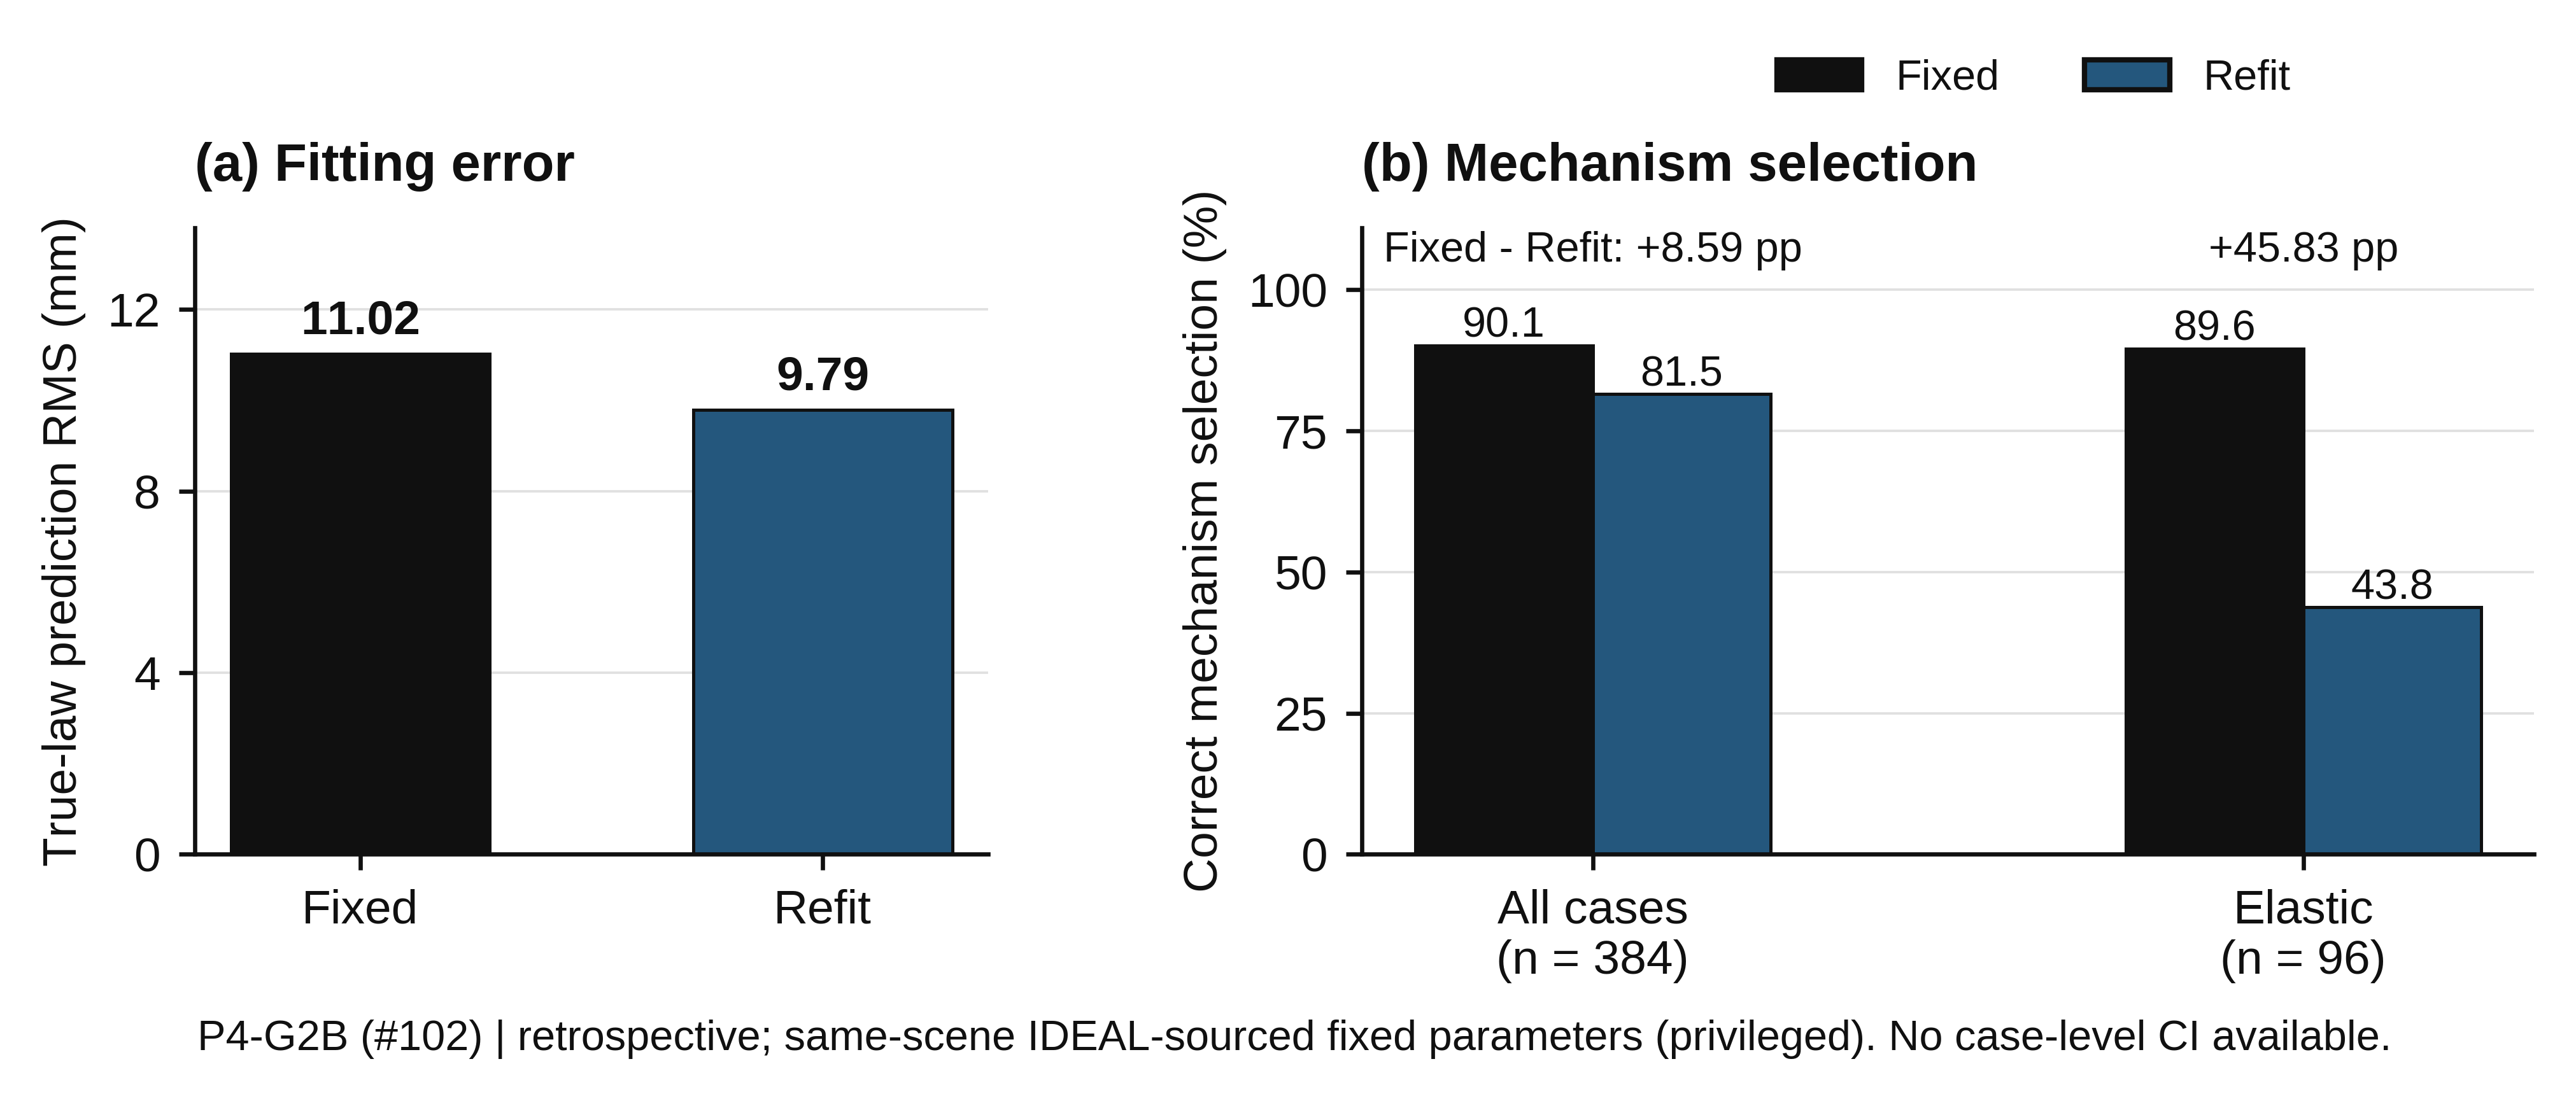 Fixed
Refit
(a) Fitting error
True-law prediction RMS (mm)
12
8
4
0
11.02
9.79
Fixed
Refit
(b) Mechanism selection
Correct mechanism selection (%)
Fixed - Refit: +8.59 pp
+45.83 pp
100
75
50
25
0
90.1
81.5
89.6
43.8
All cases
(n = 384)
Elastic
(n = 96)
P4-G2B (#102) | retrospective; same-scene IDEAL-sourced fixed parameters (privileged). No case-level CI available.